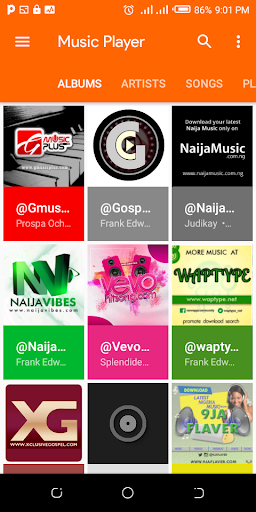 86% 9:01 PM
Music Player
ALBUMS
ARTISTS
SONGS
PL
G MUSIC
PLUS
www.gmusicplus.com
G
Download your latest
Naija Music only on
NaijaMusic
.com.ng
www.naijamusic.com.ng
@Gmus...
Prospa Och...
@Gosp...
Frank Edw...
@Naija...
Judikay •...
NV
NAIJAVIBES
www.naijavibes.com
vevo
hitsong.com
MORE MUSIC AT
WAPTYPE
www.waptype.net
promote download search
@Naija...
Frank Edw...
@Vevo...
Splendide...
@wapty...
Frank Edw...
XG
WWW.XCLUSIVEGOSPEL.COM
DOWNLOAD
LATEST
NIGERIA
MUSIC
9JA
FLAVER
WWW.9JAFLAVER.COM